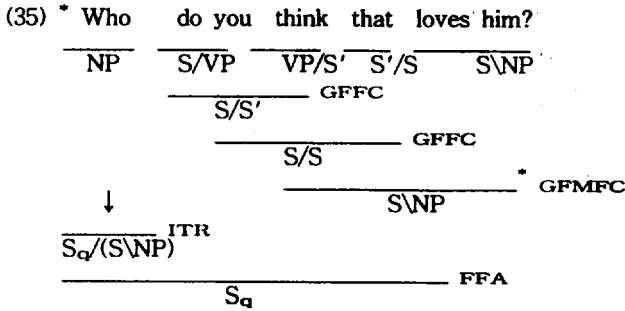 (35) * Who do you think that loves him?
NP S/VP VP/S' S'/S S\NP
GFFC
S/S'
GFFC
S/S
* GFMFC
↓ S\NP
ITR
Sq/(S\NP)
FFA
Sq